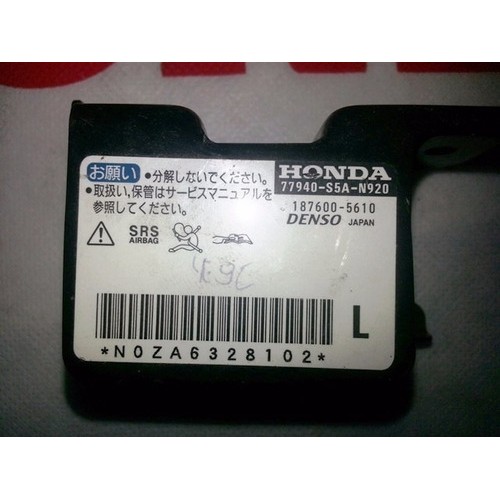 お願い ・分解しないでください。
・取扱い,保管はサービスマニュアルを
参照してください。
HONDA
77940-S5A-N920
187600-5610
DENSO JAPAN
SRS
AIRBAG
L
*N0ZA6328102*